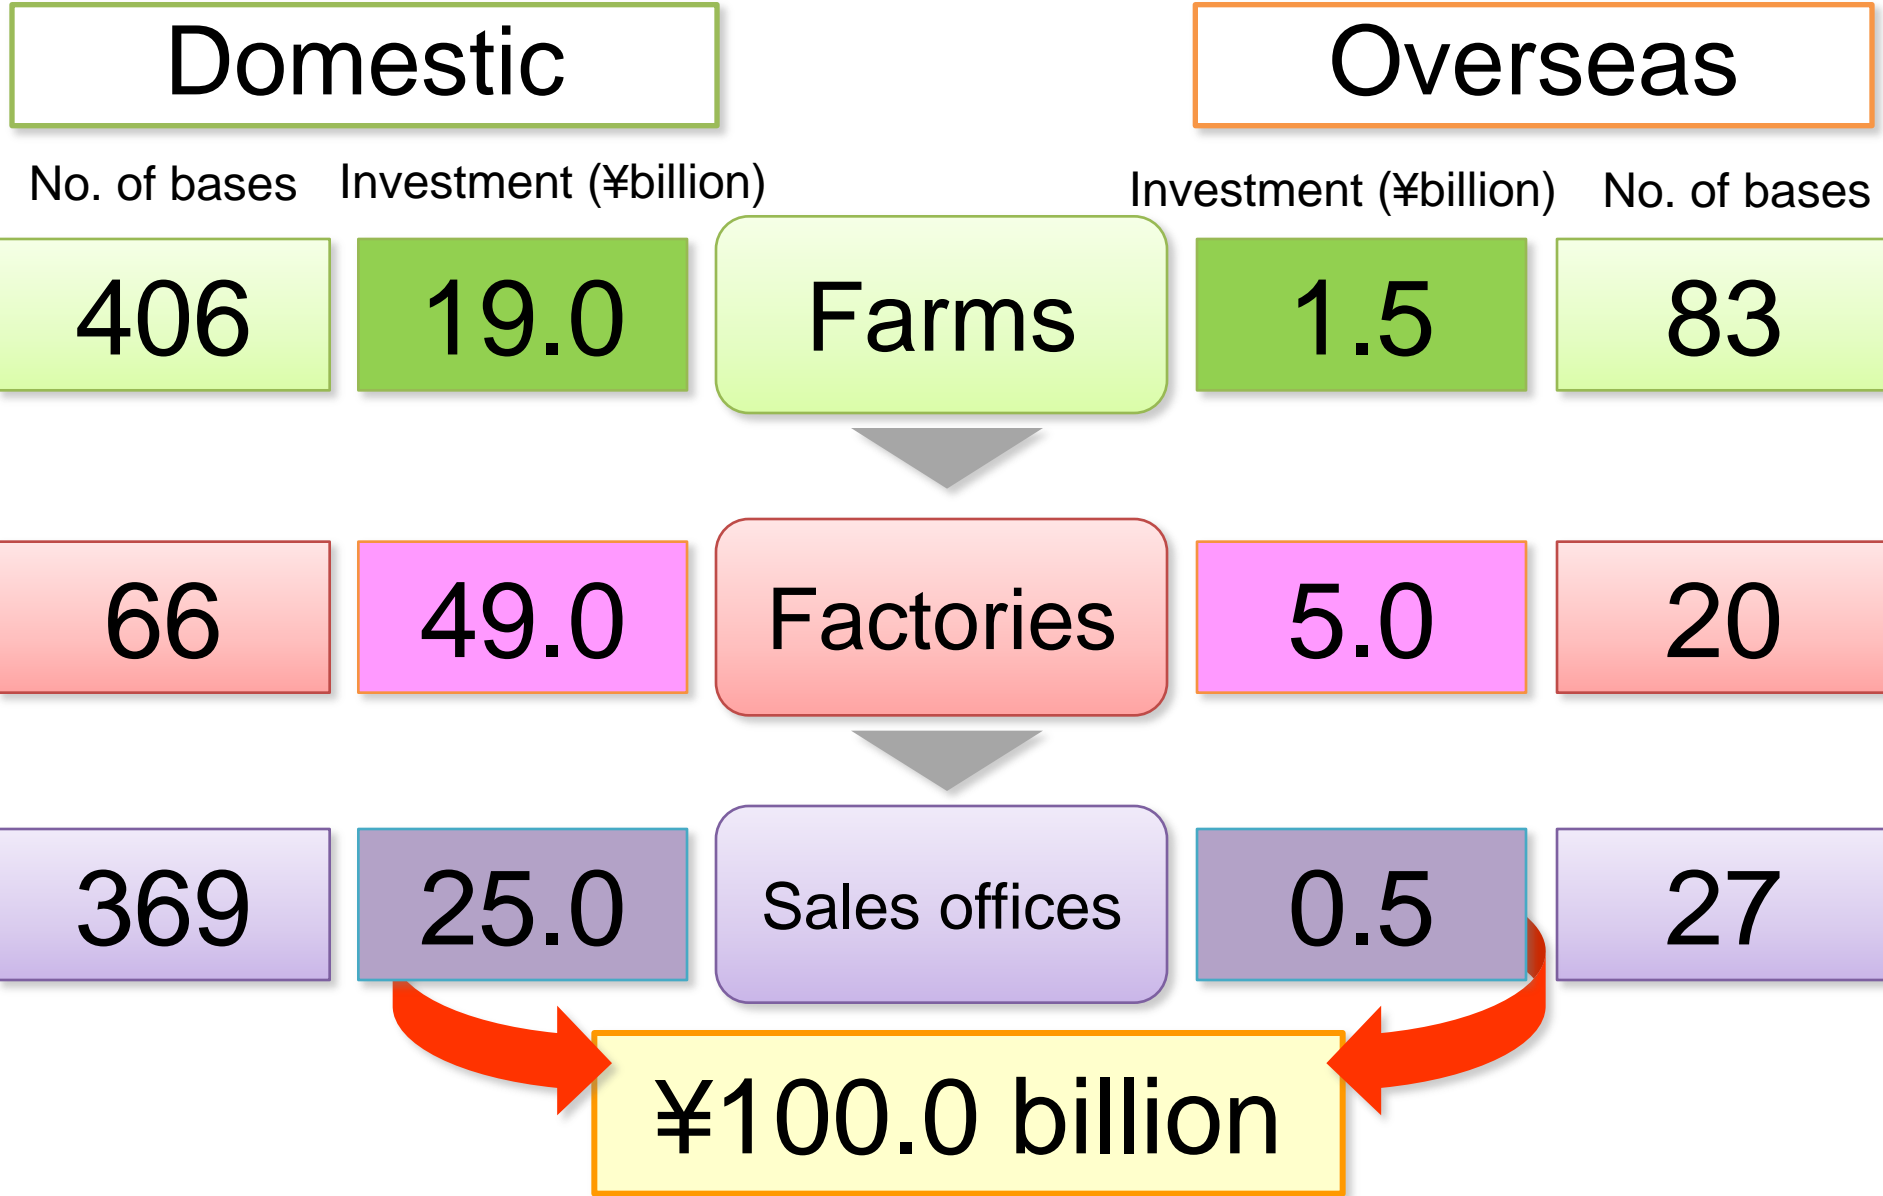 Domestic
Overseas
No. of bases
Investment (¥billion)
Investment (¥billion)
No. of bases
406
19.0
Farms
1.5
83
66
49.0
Factories
5.0
20
369
25.0
Sales offices
0.5
27
¥100.0 billion